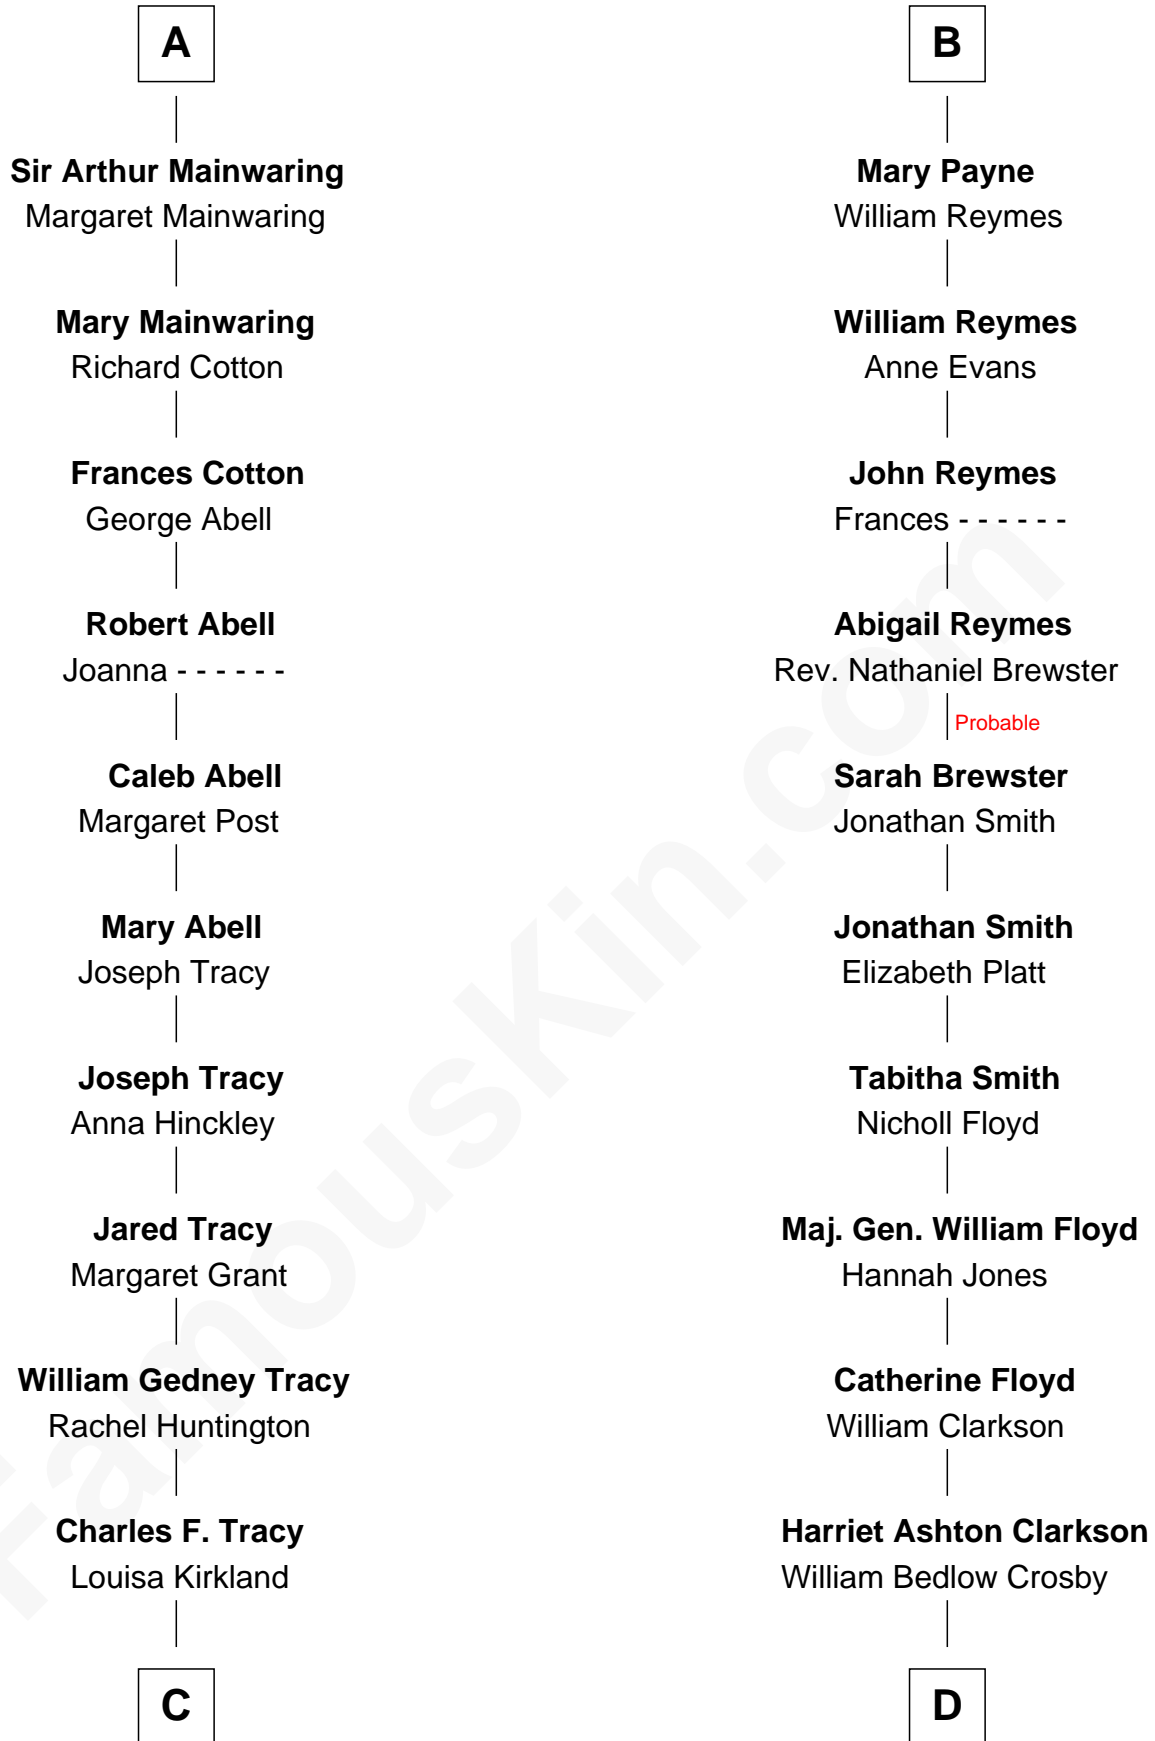 A
Sir Arthur Mainwaring
Margaret Mainwaring
Mary Mainwaring
Richard Cotton
Frances Cotton
George Abell
Robert Abell
Joanna - - - - - -
Caleb Abell
Margaret Post
Mary Abell
Joseph Tracy
Joseph Tracy
Anna Hinckley
Jared Tracy
Margaret Grant
William Gedney Tracy
Rachel Huntington
Charles F. Tracy
Louisa Kirkland
C
B
Mary Payne
William Reymes
William Reymes
Anne Evans
John Reymes
Frances - - - - - -
Abigail Reymes
Rev. Nathaniel Brewster
Probable
Sarah Brewster
Jonathan Smith
Jonathan Smith
Elizabeth Platt
Tabitha Smith
Nicholl Floyd
Maj. Gen. William Floyd
Hannah Jones
Catherine Floyd
William Clarkson
Harriet Ashton Clarkson
William Bedlow Crosby
D
FamousKin.com